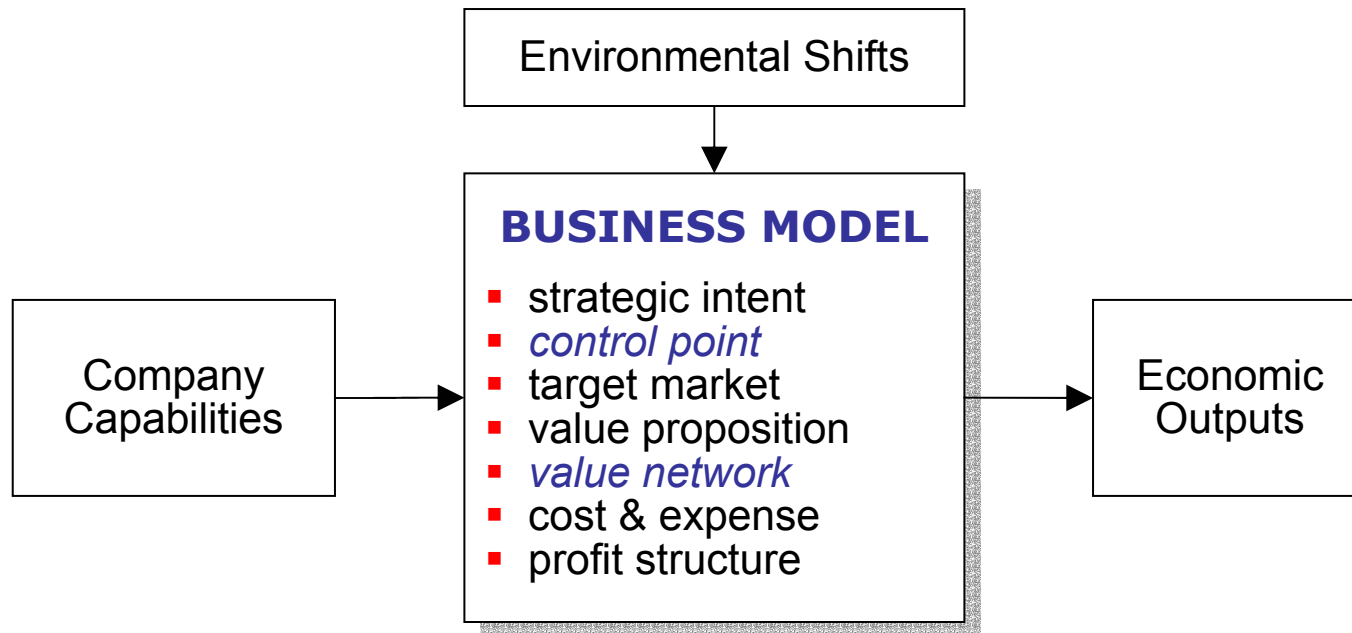 Environmental Shifts
BUSINESS MODEL
strategic intent
control point
target market
value proposition
value network
cost & expense
profit structure
Company
Capabilities
Economic
Outputs